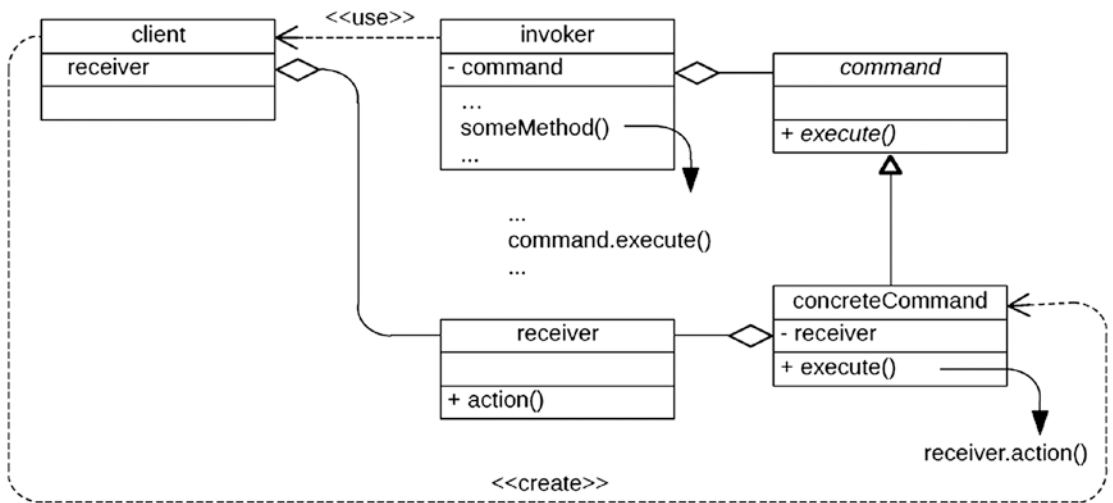 <<use>>
client
receiver
invoker
- command
...
someMethod()
...
command
+ execute()
...
command.execute()
...
receiver
+ action()
concreteCommand
- receiver
+ execute()
receiver.action()
<<create>>